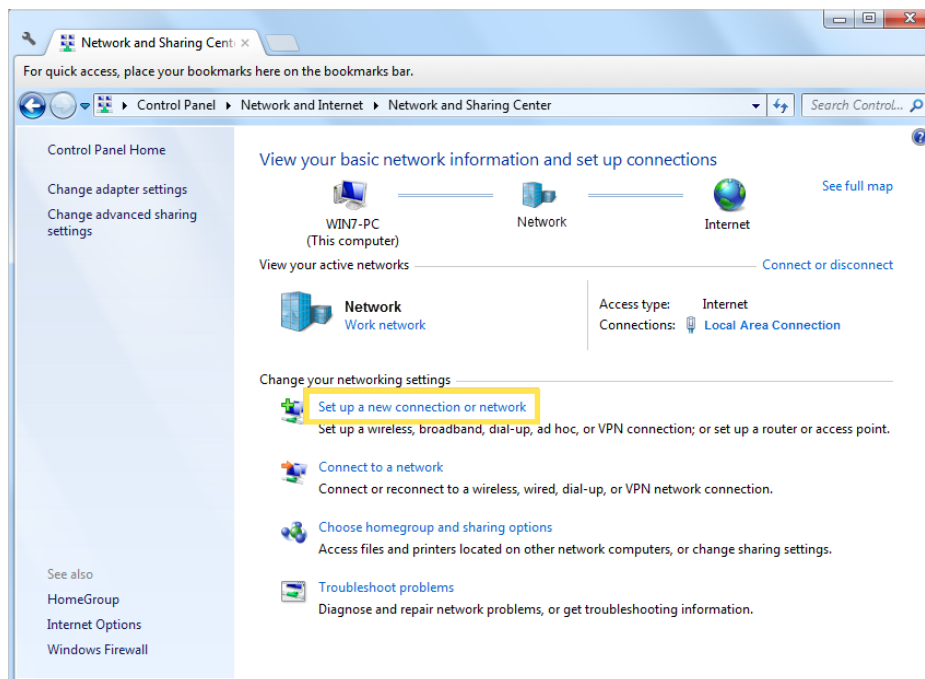 Network and Sharing Cent
For quick access, place your bookmarks here on the bookmarks bar.
Control Panel Network and Internet Network and Sharing Center
Search Control...
Control Panel Home
Change adapter settings
Change advanced sharing
settings
See also
HomeGroup
Internet Options
Windows Firewall
View your basic network information and set up connections
See full map
WIN7-PC
(This computer)
Network
Internet
View your active networks
Connect or disconnect
Network
Work network
Access type: Internet
Connections: Local Area Connection
Change your networking settings
Set up a new connection or network
Set up a wireless, broadband, dial-up, ad hoc, or VPN connection; or set up a router or access point.
Connect to a network
Connect or reconnect to a wireless, wired, dial-up, or VPN network connection.
Choose homegroup and sharing options
Access files and printers located on other network computers, or change sharing settings.
Troubleshoot problems
Diagnose and repair network problems, or get troubleshooting information.